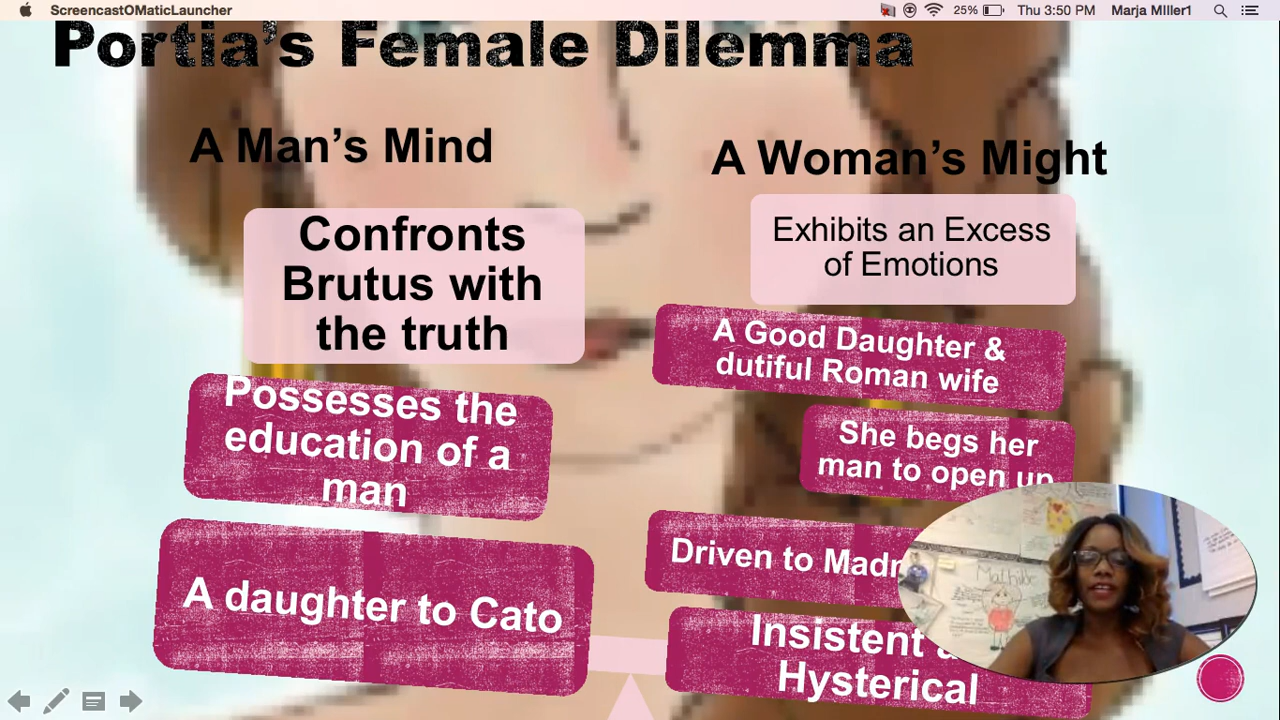 ScreencastOMaticLauncher
25%
Thu 3:50 PM
Marja MIller1
Portia's Female Dilemma
A Man's Mind
Confronts
Brutus with
the truth
Possesses the
education of a
man
A daughter to Cato
A Woman's Might
Exhibits an Excess
of Emotions
A Good Daughter &
dutiful Roman wife
She begs her
man to open up
Driven to
Insistent
Hysterical